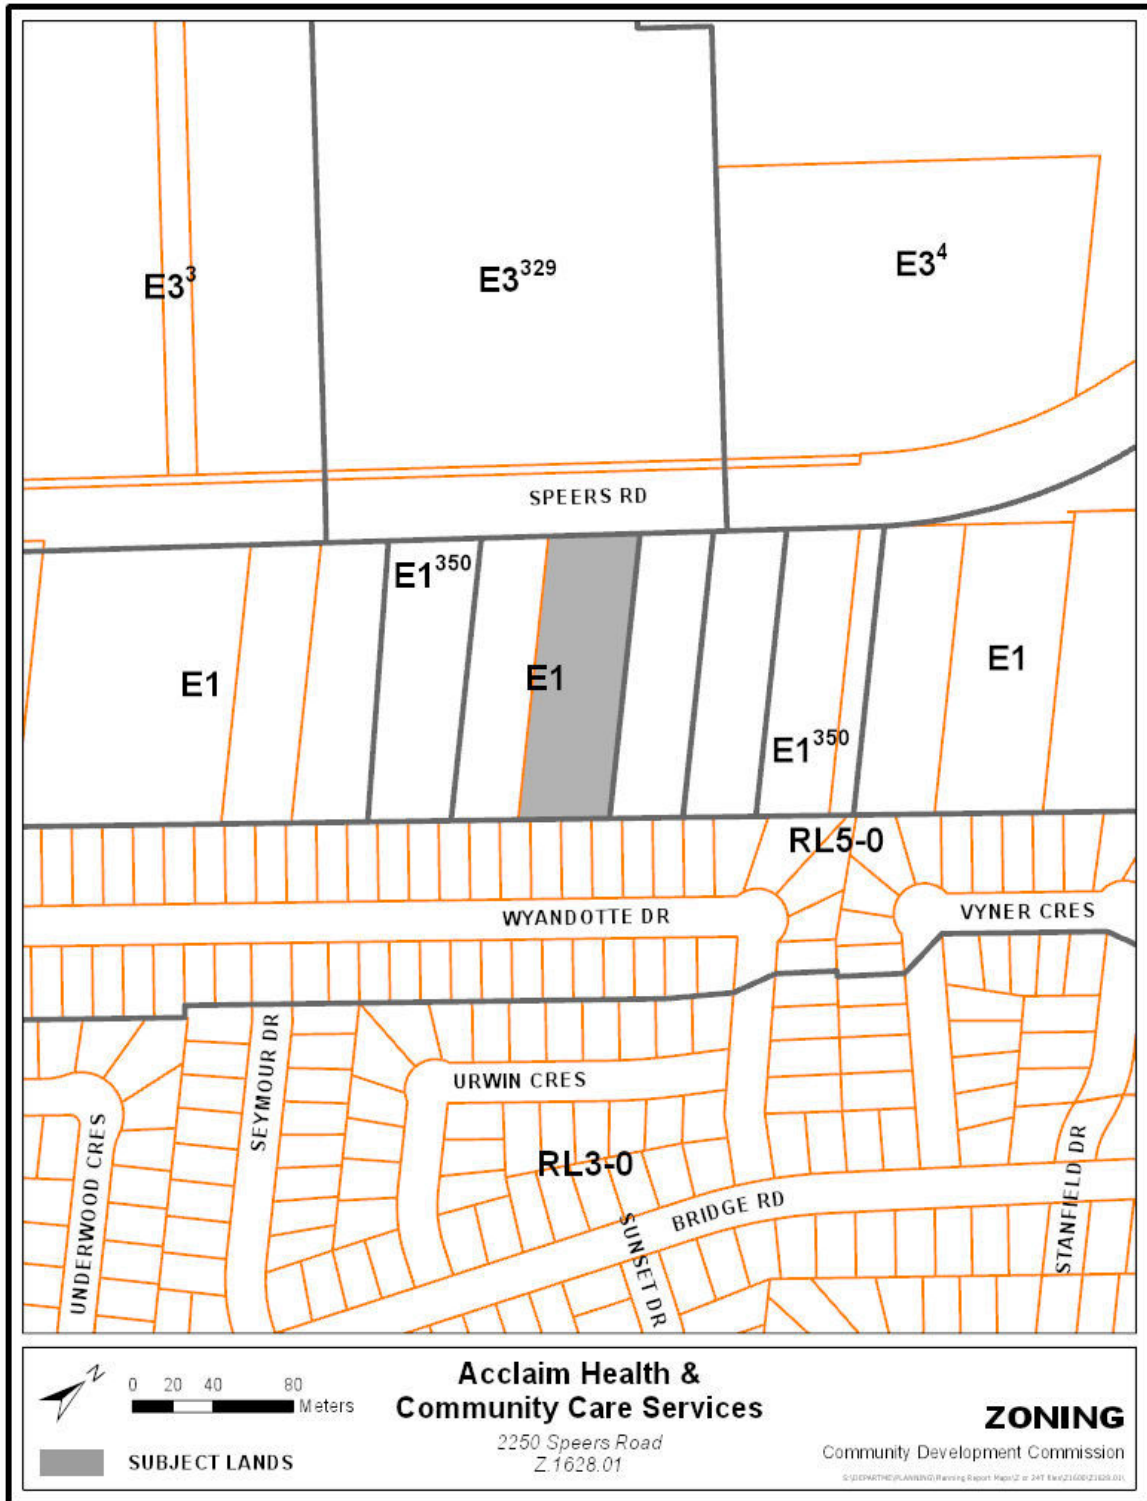 E3³
E3³²⁹
E3⁴
SPEERS RD
E1³⁵⁰
E1
E1
E1
E1³⁵⁰
RL5-0
WYANDOTTE DR
VYNER CRES
SEYMOUR DR
URWIN CRES
UNDERWOOD CRES
RL3-0
BRIDGE RD
SUNSET DR
STANFIELD DR
N
0 20 40 80
Meters
SUBJECT LANDS
Acclaim Health &
Community Care Services
2250 Speers Road
Z.1628.01
ZONING
Community Development Commission